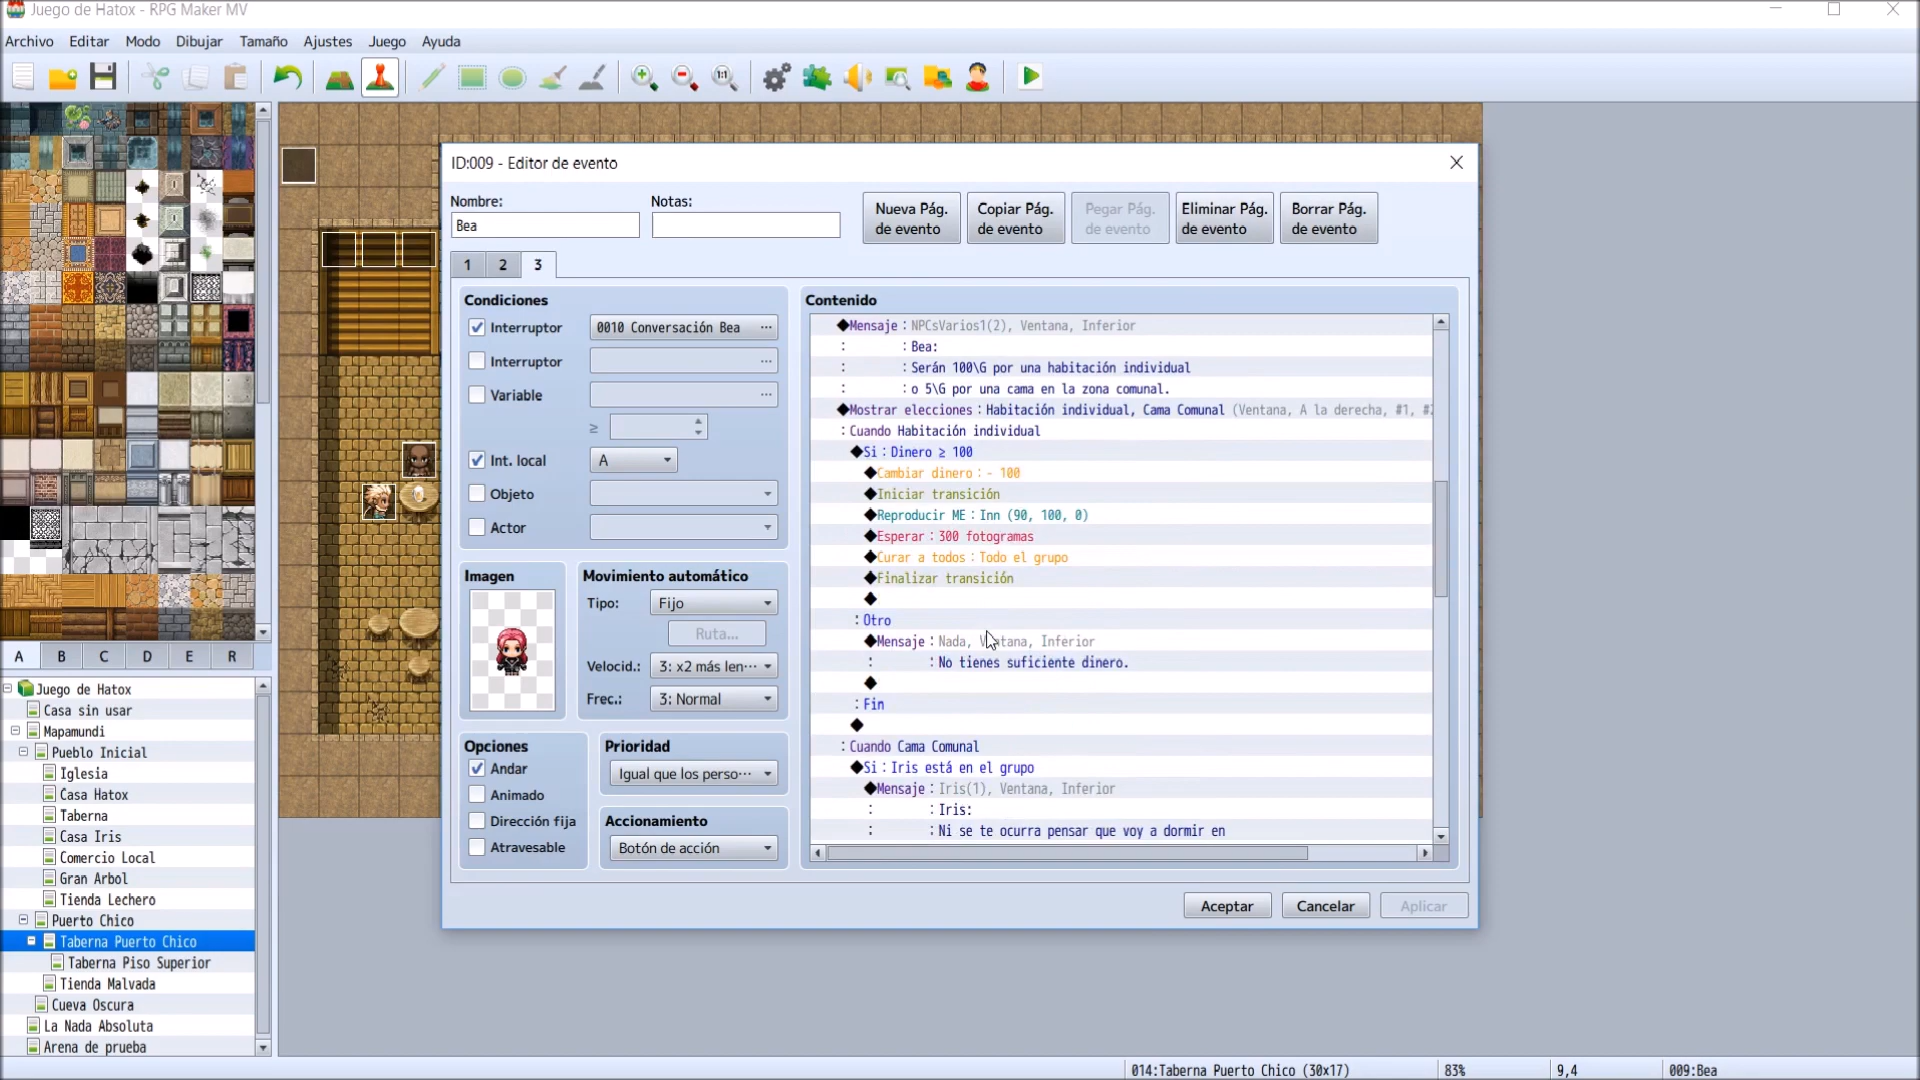 Juego de Hatox - RPG Maker MV
Archivo Editar Modo Dibujar Tamaño Ajustes Juego Ayuda
1:1
ID:009 - Editor de evento
Nombre:
Bea
Notas:
Nueva Pág. de evento
Copiar Pág. de evento
Pegar Pág. de evento
Eliminar Pág. de evento
Borrar Pág. de evento
1 2 3
Condiciones
Interruptor 0010 Conversación Bea ...
Interruptor ...
Variable ...
≥
Int. local A
Objeto
Actor
Imagen
Movimiento automático
Tipo: Fijo
Ruta...
Velocid.: 3: x2 más len...
Frec.: 3: Normal
Opciones
Andar
Animado
Dirección fija
Atravesable
Prioridad
Igual que los perso...
Accionamiento
Botón de acción
Contenido
◆Mensaje : NPCsVarios1(2), Ventana, Inferior
: : Bea:
: : Serán 100\G por una habitación individual
: : o 5\G por una cama en la zona comunal.
◆Mostrar elecciones : Habitación individual, Cama Comunal (Ventana, A la derecha, #1, #2
: Cuando Habitación individual
◆Si : Dinero ≥ 100
◆Cambiar dinero : - 100
◆Iniciar transición
◆Reproducir ME : Inn (90, 100, 0)
◆Esperar : 300 fotogramas
◆Curar a todos : Todo el grupo
◆Finalizar transición
◆
: Otro
◆Mensaje : Nada, Ventana, Inferior
: : No tienes suficiente dinero.
◆
: Fin
◆
: Cuando Cama Comunal
◆Si : Iris está en el grupo
◆Mensaje : Iris(1), Ventana, Inferior
: : Iris:
: : Ni se te ocurra pensar que voy a dormir en
Aceptar Cancelar Aplicar
A B C D E R
Juego de Hatox
Casa sin usar
Mapamundi
Pueblo Inicial
Iglesia
Casa Hatox
Taberna
Casa Iris
Comercio Local
Gran Arbol
Tienda Lechero
Puerto Chico
Taberna Puerto Chico
Taberna Piso Superior
Tienda Malvada
Cueva Oscura
La Nada Absoluta
Arena de prueba
014:Taberna Puerto Chico (30x17) 83% 9,4 009:Bea